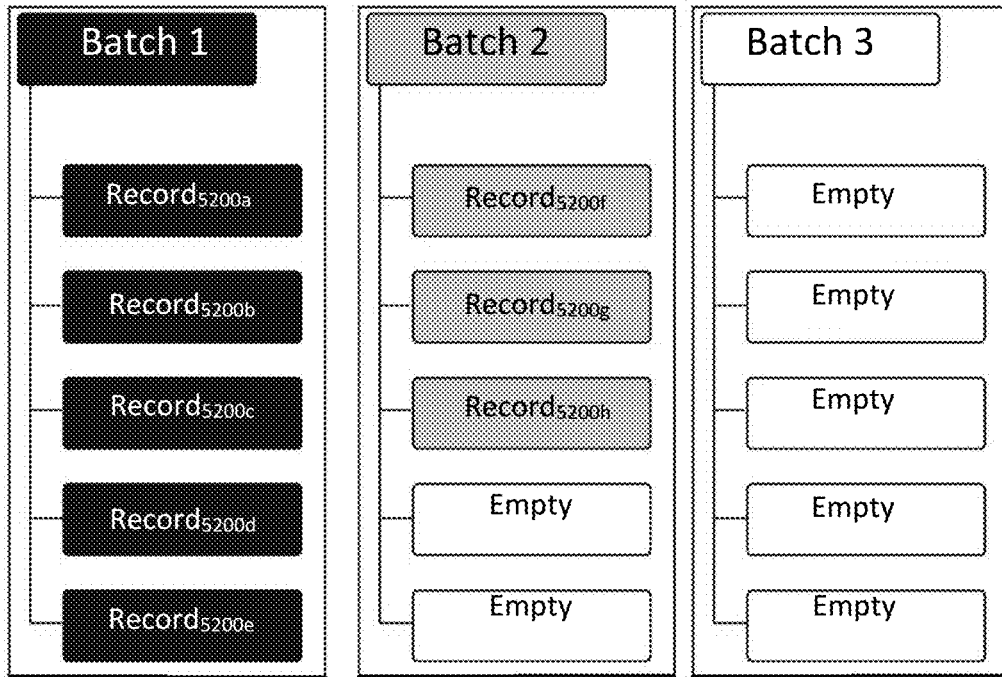 Batch 1
Record5200a
Record5200b
Record5200c
Record5200d
Record5200e
Batch 2
Record5200f
Record5200g
Record5200h
Empty
Empty
Batch 3
Empty
Empty
Empty
Empty
Empty